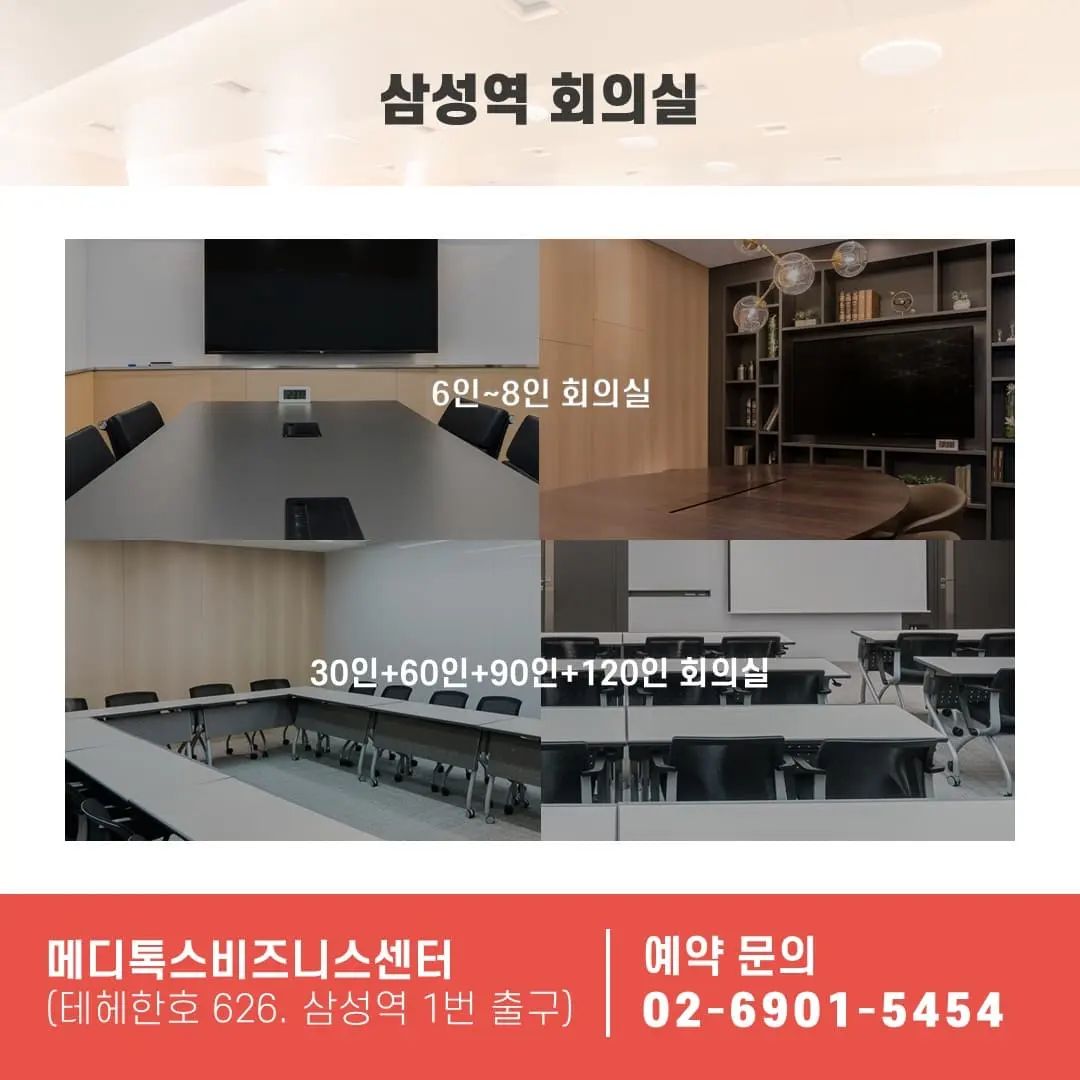 삼성역 회의실
6인~8인 회의실
30인+60인+90인+120인 회의실
메디톡스비즈니스센터
(테헤한호 626. 삼성역 1번 출구)
예약 문의
02-6901-5454